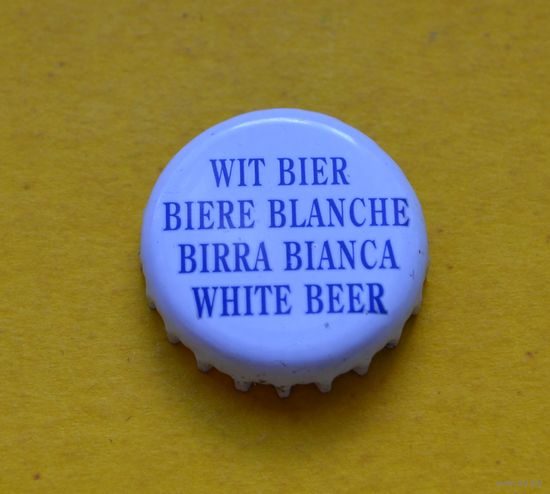 WIT BIER
BIERE BLANCHE
BIRRA BIANCA
WHITE BEER